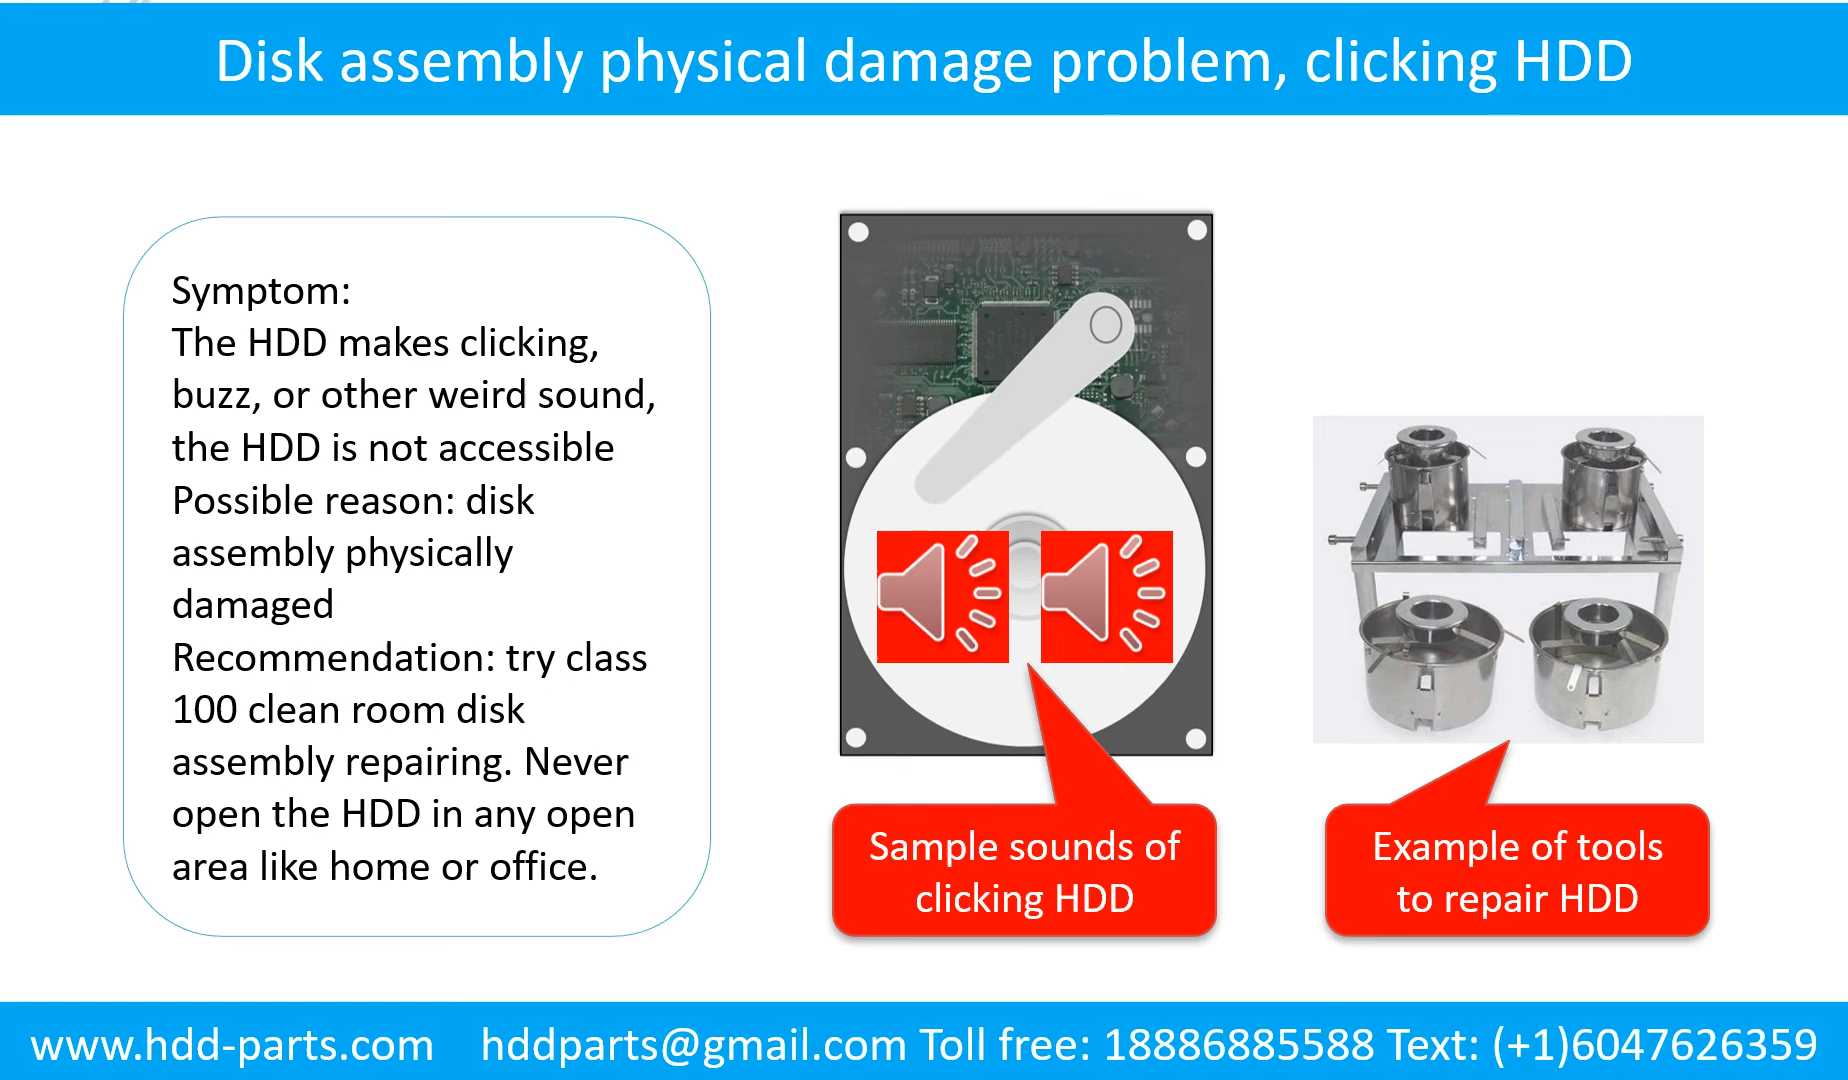 Disk assembly physical damage problem, clicking HDD
Symptom:
The HDD makes clicking,
buzz, or other weird sound,
the HDD is not accessible
Possible reason: disk
assembly physically
damaged
Recommendation: try class
100 clean room disk
assembly repairing. Never
open the HDD in any open
area like home or office.
Sample sounds of
clicking HDD
Example of tools
to repair HDD
www.hdd-parts.com hddparts@gmail.com Toll free: 18886885588 Text: (+1)6047626359